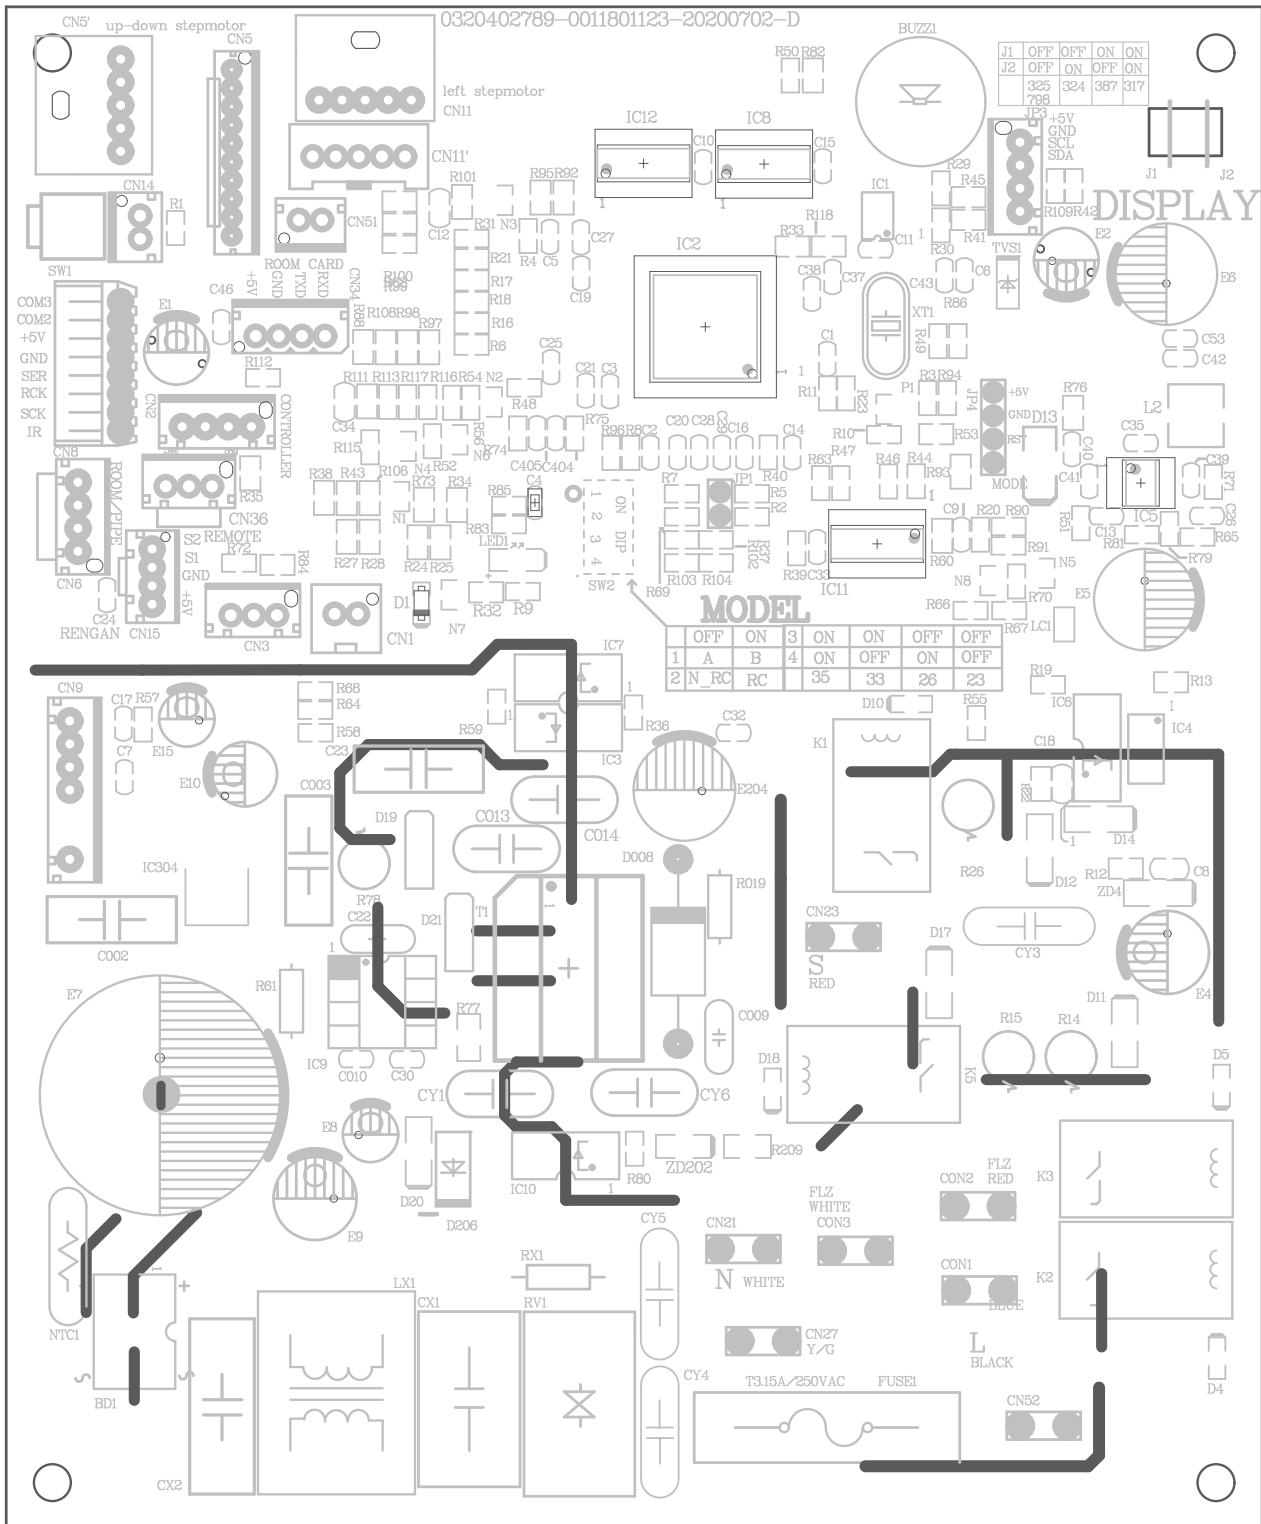 CN5' up-down stepmotor
0320402789-0011801123-20200702-D
CN5
left stepmotor
CN11
R50 R82
BUZZ1
J1 OFF OFF ON ON
J2 OFF ON OFF ON
325 324 387 317
798
JP3
+5V
GND
SCL
SDA
J1 J2
IC12 C10 IC8 C15
CN11'
CN14 R1
CN51
R101
C12
N3
R95 R92
R31 R4 C5 C27
C19
IC1
R29
R45
R109 R42
DISPLAY
SW1
ROOM CARD
+5V GND TXD RXD
CN34
R100
R99
R21
R17
R18
R16
R6
IC2
R33 R118
C11
R30
R41
TVS1
E2
E6
C38 C37
C43 C6
R86
XT1
COM3
COM2
+5V
GND
SER
RCK
SCK
IR
E1 C46
R88 R108 R98 R97
R112
CN2
C1
R49
C53
C42
C25
C21 C3
R11
R23
P1
R3 R94
JP4
+5V
GND
RST
MODE
D13
R76
L2
CN8
CONTROLLER
R111 R113 R117 R116 R54 N2
R48
C34
R115
R106 N4 R52 R56 N6
R74 C405 C404 R75
R96 R8 C2 C20 C28 C29 C16 C14
R10
R53
C40
C35
C39
R71
ROOM/PIPE
R35
R38 R43
R73 R34
R85
C4
1 2 3 4
ON DIP
R7
JP1
R40
R5
R2
R63 R47
R46 R44
R93
C41
IC5
C36
CN36
REMOTE
S2
S1
GND
+5V
R72 R84
N1
R83
LED1
R27 R28 R24 R25
SW2
R103 R104 R102 R37
R39 C33
IC11
R60
C9 R20 R90
R91
R51
R81
R79
R65
CN6
C24
RENGAN CN15
CN3
CN1
D1
N7
R32 R9
R69
MODEL
R66
N8
N5
R70
R67
LC1
E5
OFF ON 3 ON ON OFF OFF
1 A B 4 ON OFF ON OFF
2 N_RC RC 35 33 26 23
CN9
C17 R57
E15
R68
R64
R58
R59
IC7
R36
IC3
C32
D10
R55
R19
IC6
IC4
R13
C7
E10
C23
K1
C18
C003
D19
C013
C014
E204
R22
D14
IC304
R78
D008
R019
R26
D12
R12 C8
ZD4
C002
C22
D21
T1
CN23
S
RED
D17
CY3
E7
R61
R77
C009
D11
E4
IC9 C010 C30
CY1
CY6
D18
K5
R15 R14
D5
E8
D20
IC10
R80
ZD202
R209
CON2
FLZ
RED
K3
E9
D206
CY5
CN21
N WHITE
FLZ
WHITE
CON3
CON1
BLUE
K2
NTC1
BD1
LX1
CX1
RX1
RV1
CN27
Y/G
L
BLACK
D4
CY4
T3.15A/250VAC FUSE1
CN52
CX2